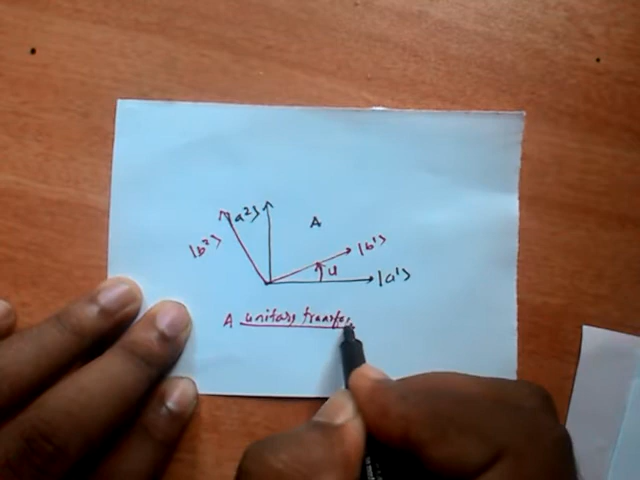 |a²>
A
|b²>
|b¹>
U
|a¹>
A unitary transfor